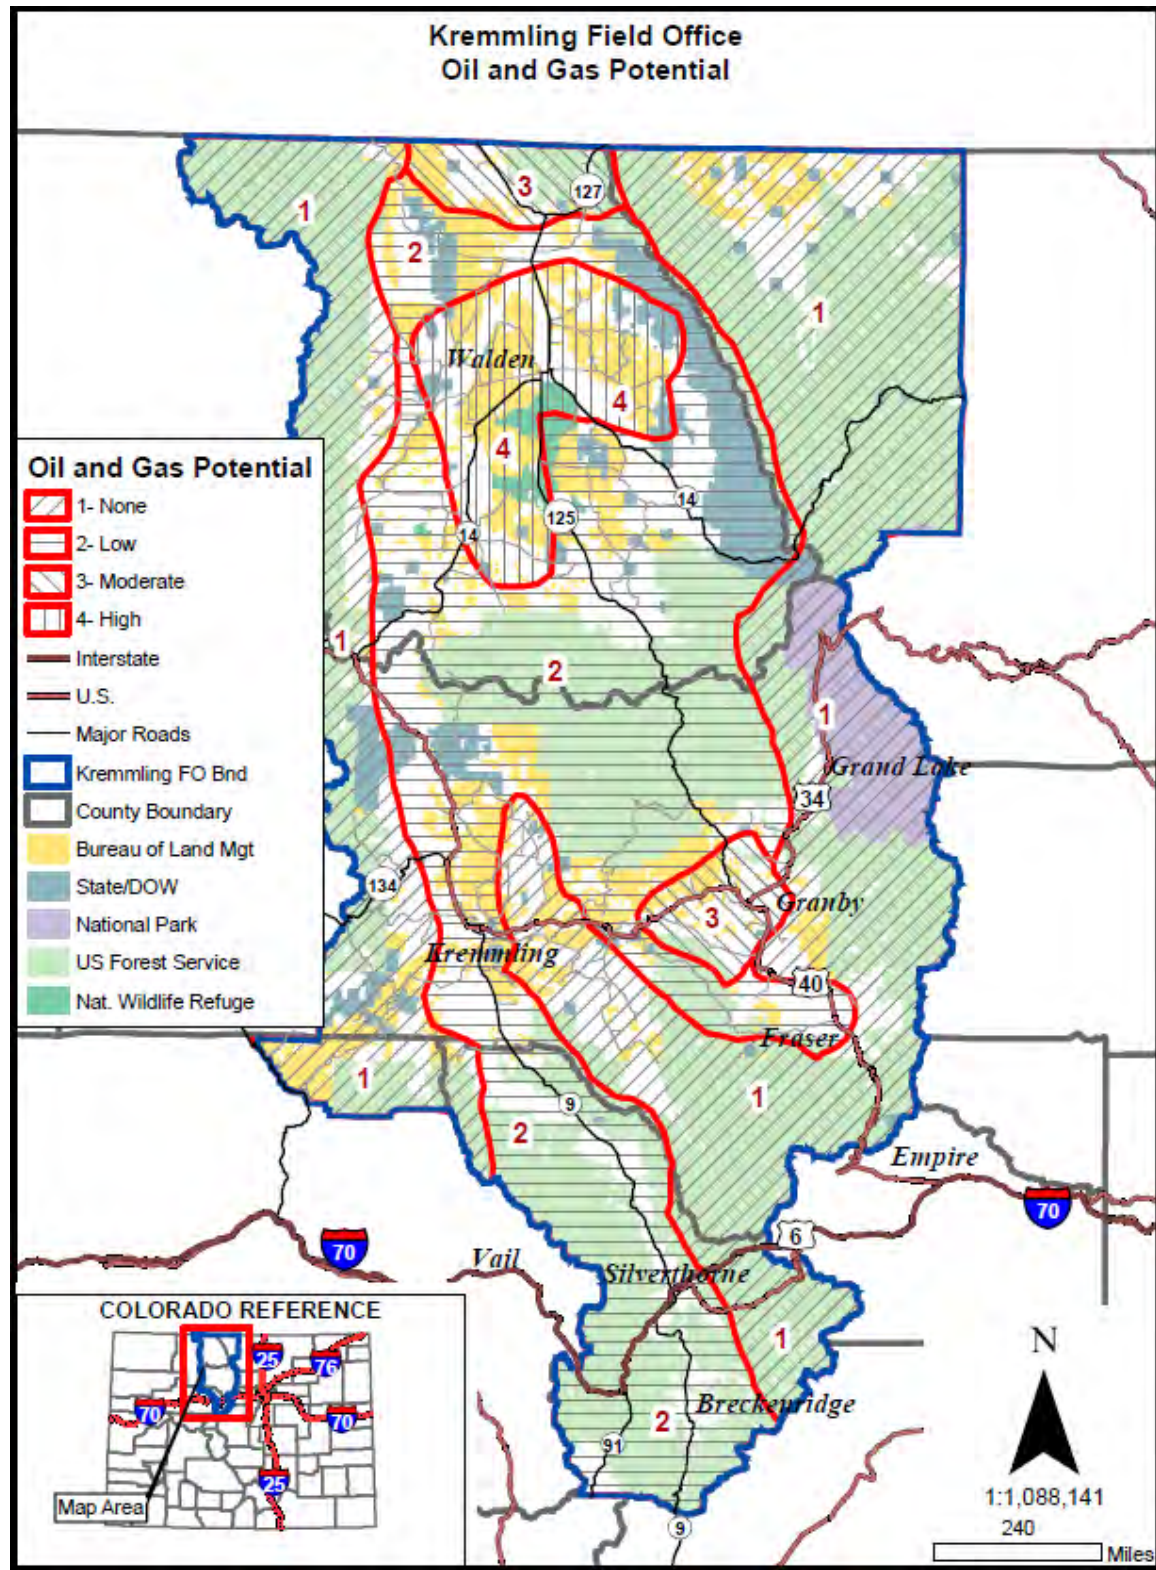 Kremmling Field Office
Oil and Gas Potential
3
127
1
2
1
Walden
4
4
14
125
14
1
2
1
Grand Lake
34
134
Granby
3
Kremmling
40
Fraser
1
1
9
2
Empire
70
6
70
Vail
Silverthorne
1
Breckenridge
2
91
9
Oil and Gas Potential
1- None
2- Low
3- Moderate
4- High
Interstate
U.S.
Major Roads
Kremmling FO Bnd
County Boundary
Bureau of Land Mgt
State/DOW
National Park
US Forest Service
Nat. Wildlife Refuge
COLORADO REFERENCE
25
76
70
70
25
Map Area
N
1:1,088,141
240
Miles